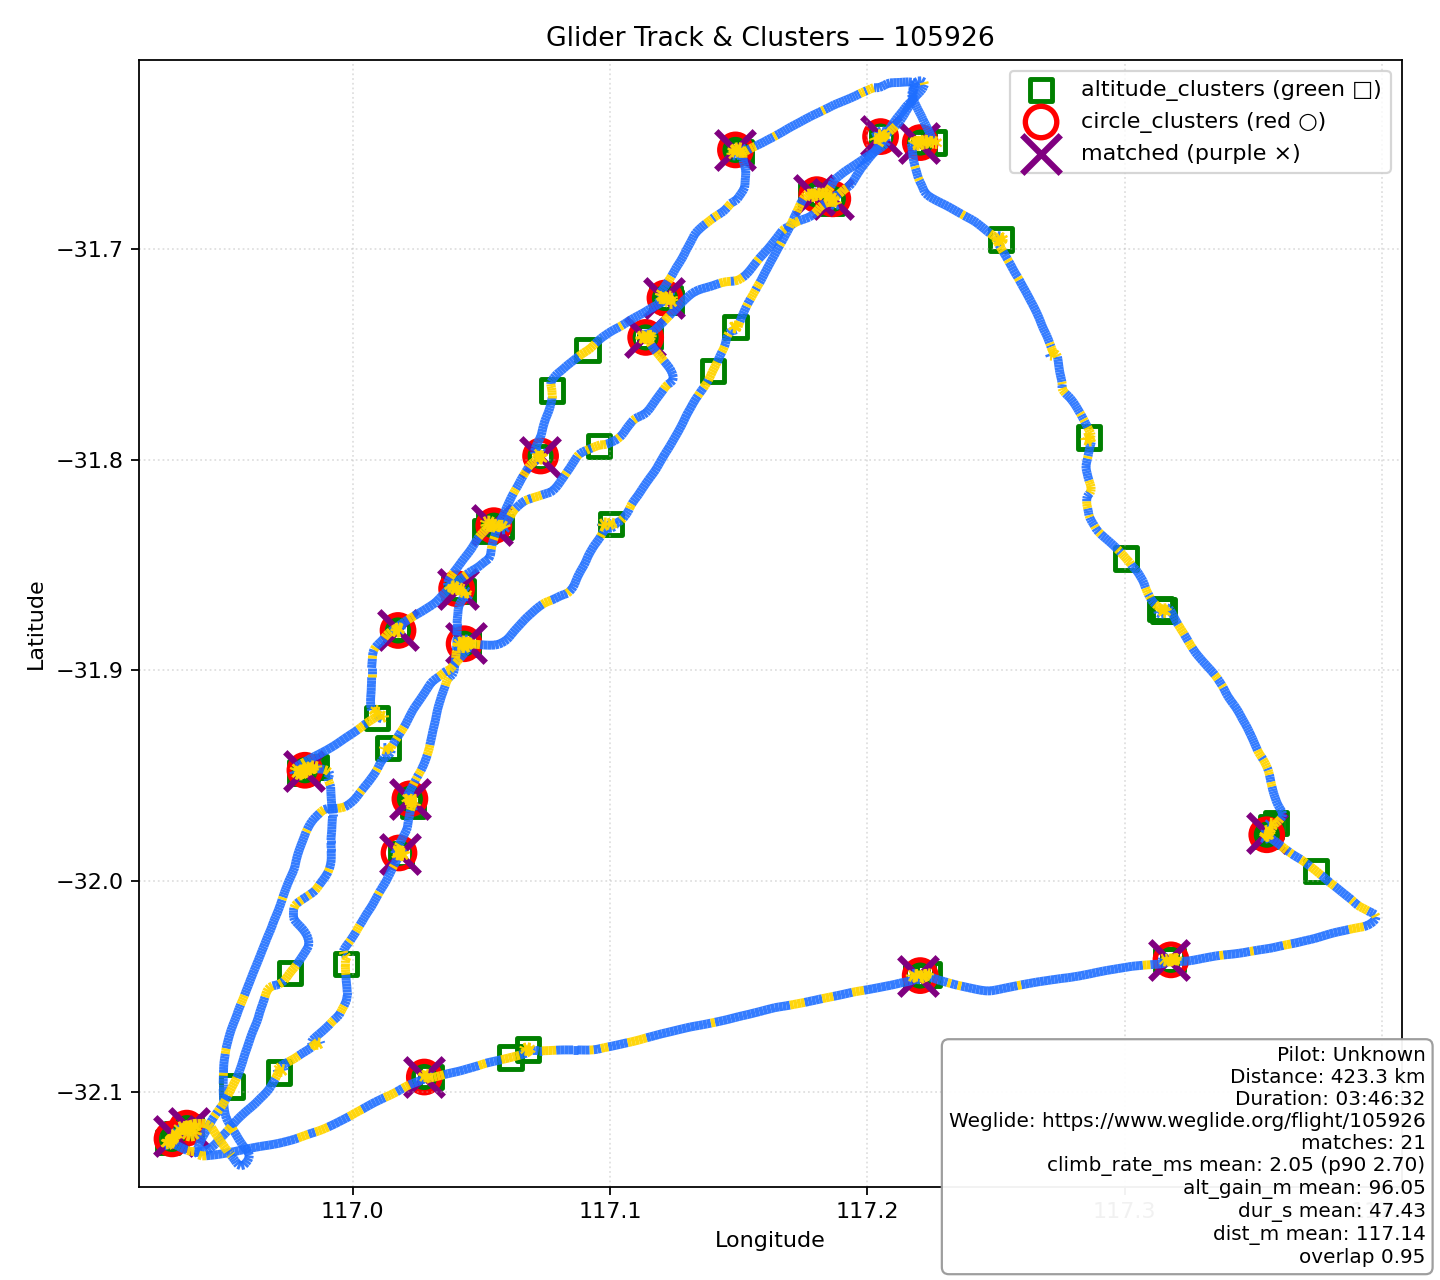 Glider Track & Clusters — 105926
altitude_clusters (green □)
circle_clusters (red ○)
matched (purple ×)
−31.7
−31.8
−31.9
−32.0
−32.1
Latitude
117.0
117.1
117.2
117.3
Longitude
Pilot: Unknown
Distance: 423.3 km
Duration: 03:46:32
Weglide: https://www.weglide.org/flight/105926
matches: 21
climb_rate_ms mean: 2.05 (p90 2.70)
alt_gain_m mean: 96.05
dur_s mean: 47.43
dist_m mean: 117.14
overlap 0.95